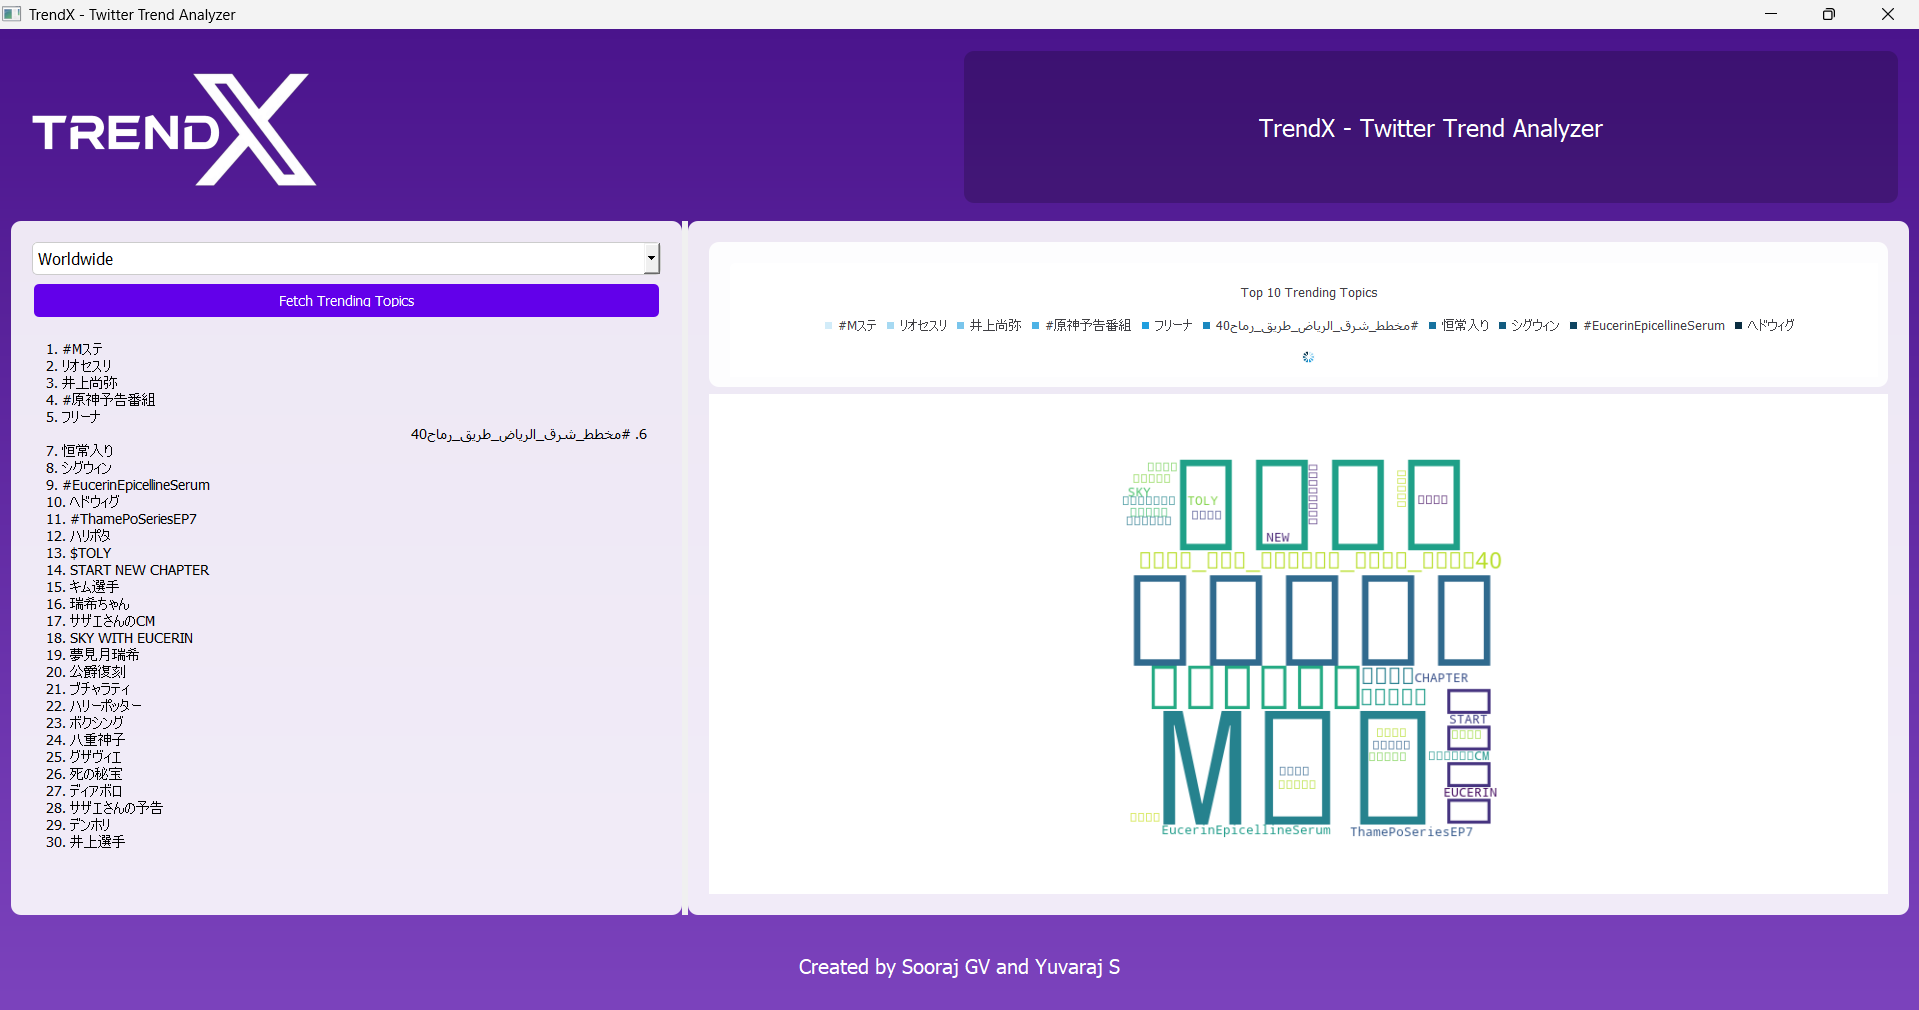 TrendX - Twitter Trend Analyzer
TRENDX
TrendX - Twitter Trend Analyzer
Worldwide
Fetch Trending Topics
1. #Mステ
2. リオセスリ
3. 井上尚弥
4. #原神予告番組
5. フリーナ
6. #مخطط_شرق_الرياض_طريق_رماح40
7. 恒常入り
8. シグウィン
9. #EucerinEpicellineSerum
10. ヘドウィグ
11. #ThamePoSeriesEP7
12. ハリポタ
13. $TOLY
14. START NEW CHAPTER
15. キム選手
16. 瑞希ちゃん
17. サザエさんのCM
18. SKY WITH EUCERIN
19. 夢見月瑞希
20. 公爵復刻
21. ブチャラティ
22. ハリーポッター
23. ボクシング
24. 八重神子
25. グザヴィエ
26. 死の秘宝
27. ディアボロ
28. サザエさんの予告
29. デンホリ
30. 井上選手
Top 10 Trending Topics
#Mステ リオセスリ 井上尚弥 #原神予告番組 フリーナ #مخطط_شرق_الرياض_طريق_رماح40 恒常入り シグウィン #EucerinEpicellineSerum ヘドウィグ
SKY
TOLY
NEW
40
CHAPTER
START
CM
EUCERIN
M
EucerinEpicellineSerum
ThamePoSeriesEP7
Created by Sooraj GV and Yuvaraj S